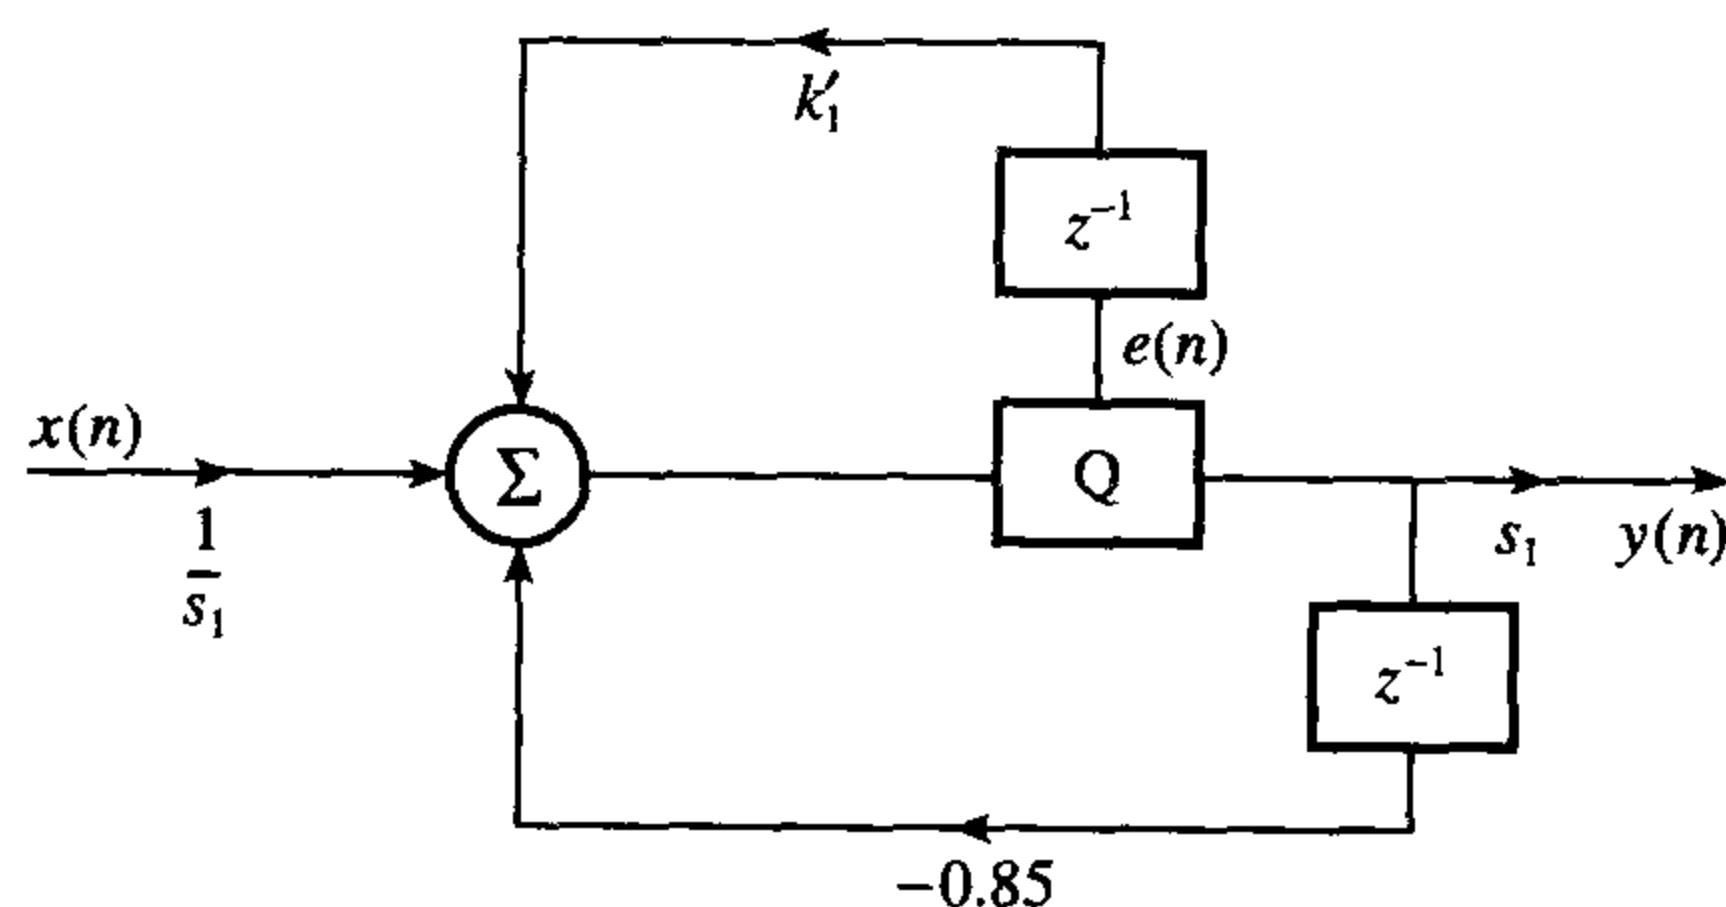 k′₁
z⁻¹
e(n)
x(n)
Σ
Q
1
s₁
s₁
y(n)
z⁻¹
−0.85